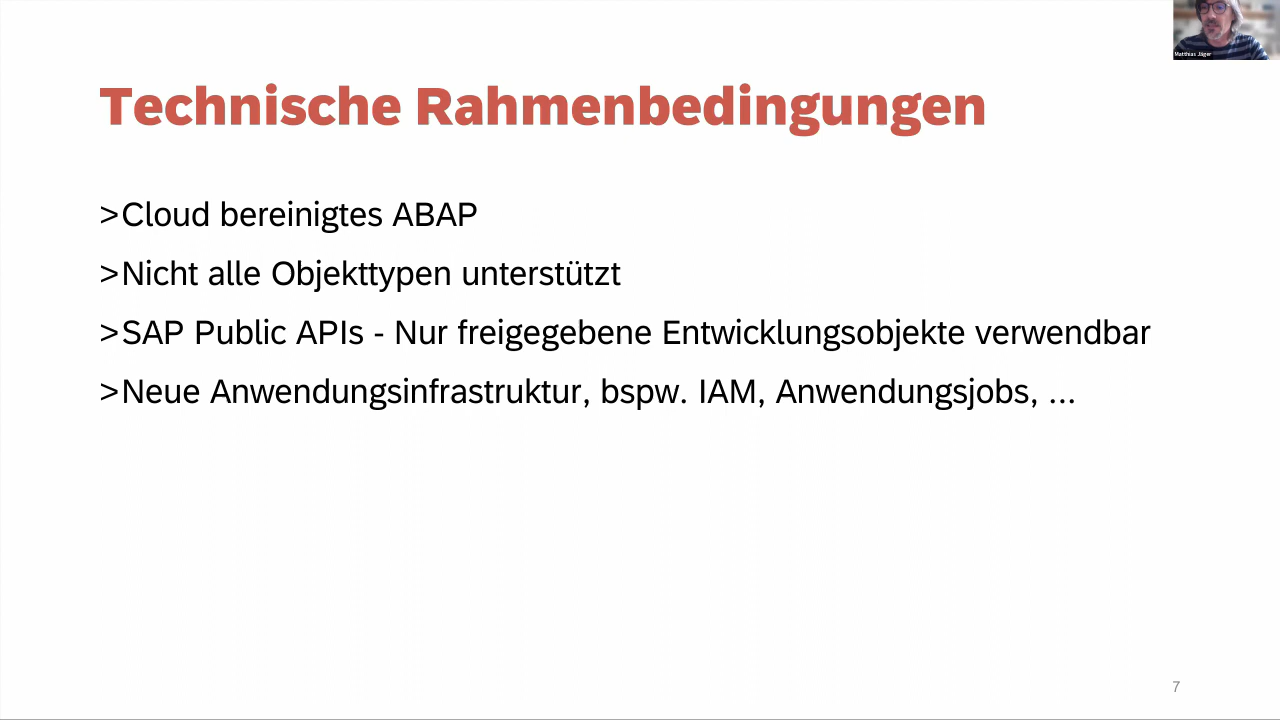 Matthias Jäger
Technische Rahmenbedingungen
>Cloud bereinigtes ABAP
>Nicht alle Objekttypen unterstützt
>SAP Public APIs - Nur freigegebene Entwicklungsobjekte verwendbar
>Neue Anwendungsinfrastruktur, bspw. IAM, Anwendungsjobs, ...
7